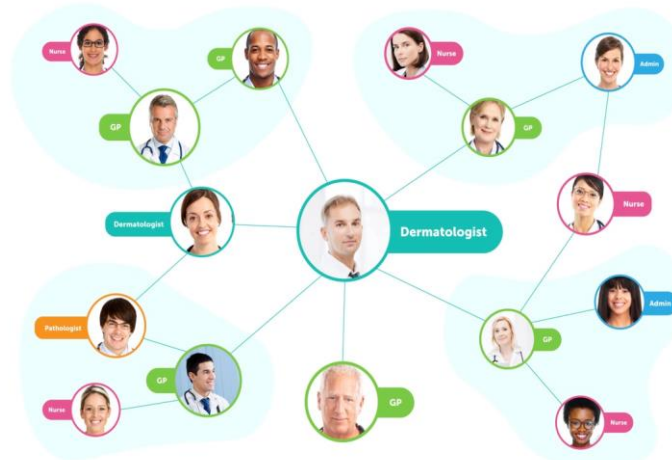 Nurse
GP
Nurse
Admin
GP
GP
Nurse
Dermatologist
Dermatologist
Pathologist
Admin
GP
GP
GP
Nurse
Nurse